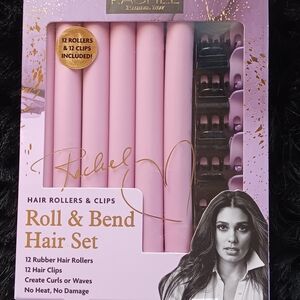 12 ROLLERS
& 12 CLIPS
INCLUDED!
Rachel
HAIR ROLLERS & CLIPS
Roll & Bend
Hair Set
12 Rubber Hair Rollers
12 Hair Clips
Create Curls or Waves
No Heat, No Damage